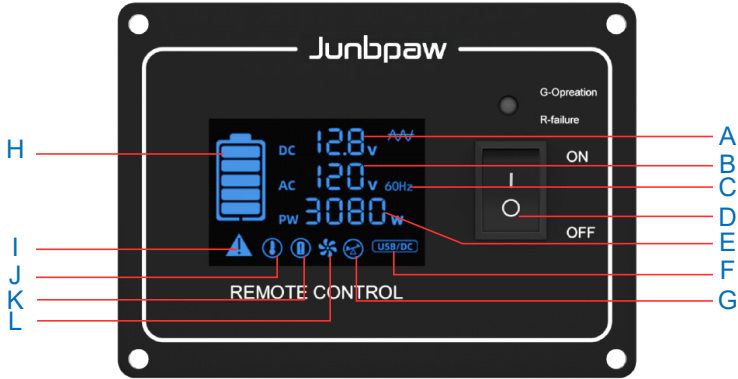 Junbpaw
G-Opreation
R-failure
ON
I
O
OFF
DC 12.8v
AC 120v 60Hz
PW 3080w
USB/DC
REMOTE CONTROL
H
I
J
K
L
A
B
C
D
E
F
G